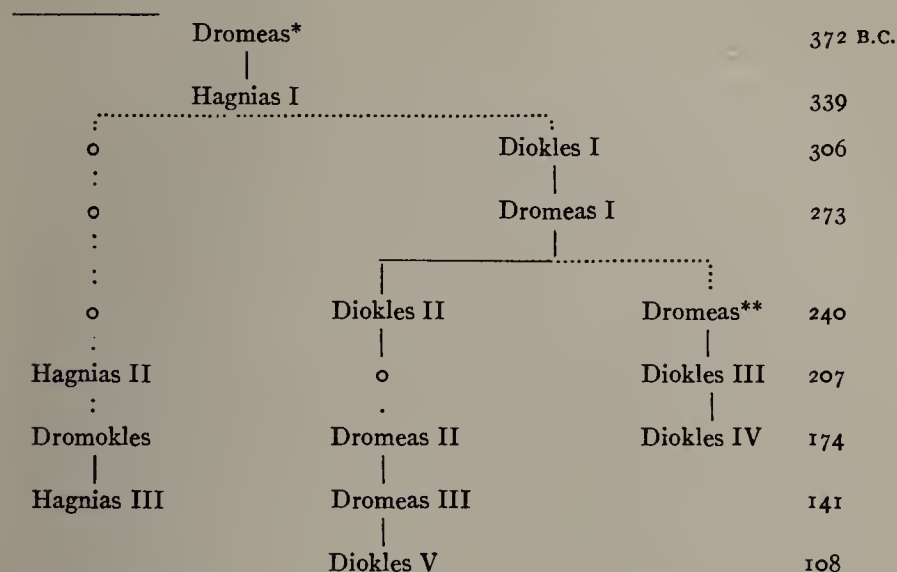 Dromeas* 372 B.C.
Hagnias I 339
o Diokles I 306
o Dromeas I 273
o Diokles II Dromeas** 240
Hagnias II o Diokles III 207
Dromokles Dromeas II Diokles IV 174
Hagnias III Dromeas III 141
Diokles V 108